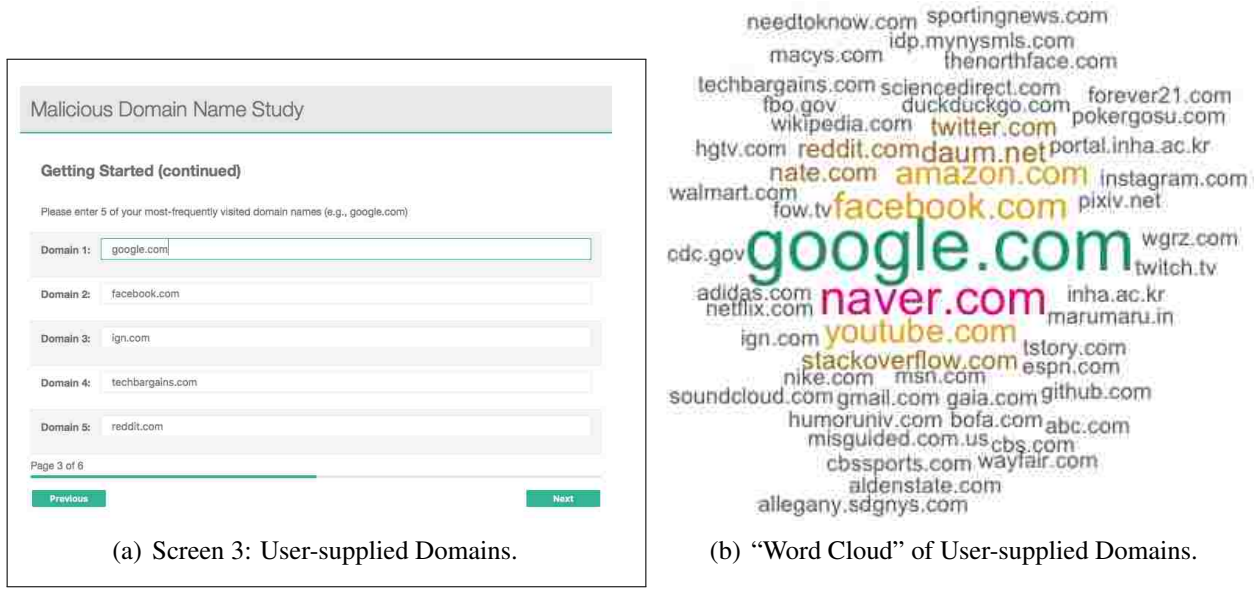 Malicious Domain Name Study
Getting Started (continued)
Please enter 5 of your most-frequently visited domain names (e.g., google.com)
Domain 1: google.com
Domain 2: facebook.com
Domain 3: ign.com
Domain 4: techbargains.com
Domain 5: reddit.com
Page 3 of 6
Previous Next
(a) Screen 3: User-supplied Domains.
needtoknow.com sportingnews.com
idp.mynysmls.com
macys.com thenorthface.com
techbargains.com sciencedirect.com forever21.com
fbo.gov duckduckgo.com pokergosu.com
wikipedia.com twitter.com
hgtv.com reddit.com daum.net portal.inha.ac.kr
nate.com amazon.com instagram.com
walmart.com fow.tv facebook.com pixiv.net
cdc.gov google.com wgrz.com
twitch.tv
adidas.com naver.com inha.ac.kr
netflix.com marumaru.in
ign.com youtube.com tstory.com
stackoverflow.com espn.com
nike.com msn.com
soundcloud.com gmail.com gaia.com github.com
humoruniv.com bofa.com abc.com
misguided.com.us cbs.com
cbssports.com wayfair.com
aldenstate.com
allegany.sdgnys.com
(b) “Word Cloud” of User-supplied Domains.